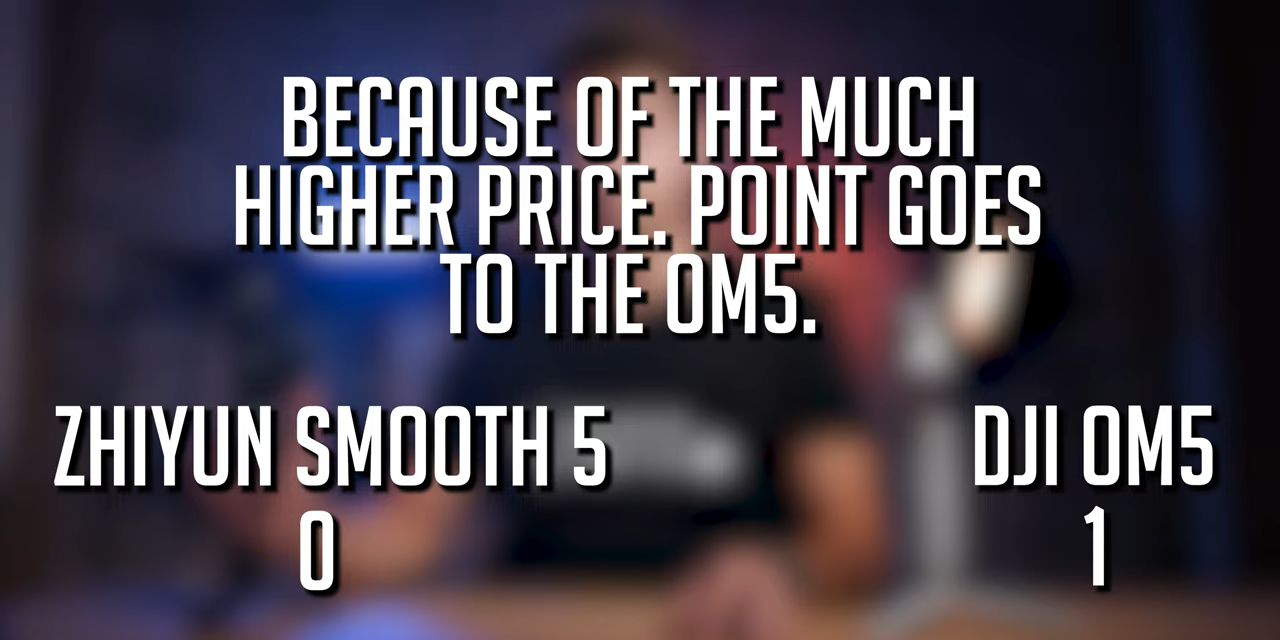 BECAUSE OF THE MUCH
HIGHER PRICE. POINT GOES
TO THE OM5.
ZHIYUN SMOOTH 5
DJI OM5
0
1